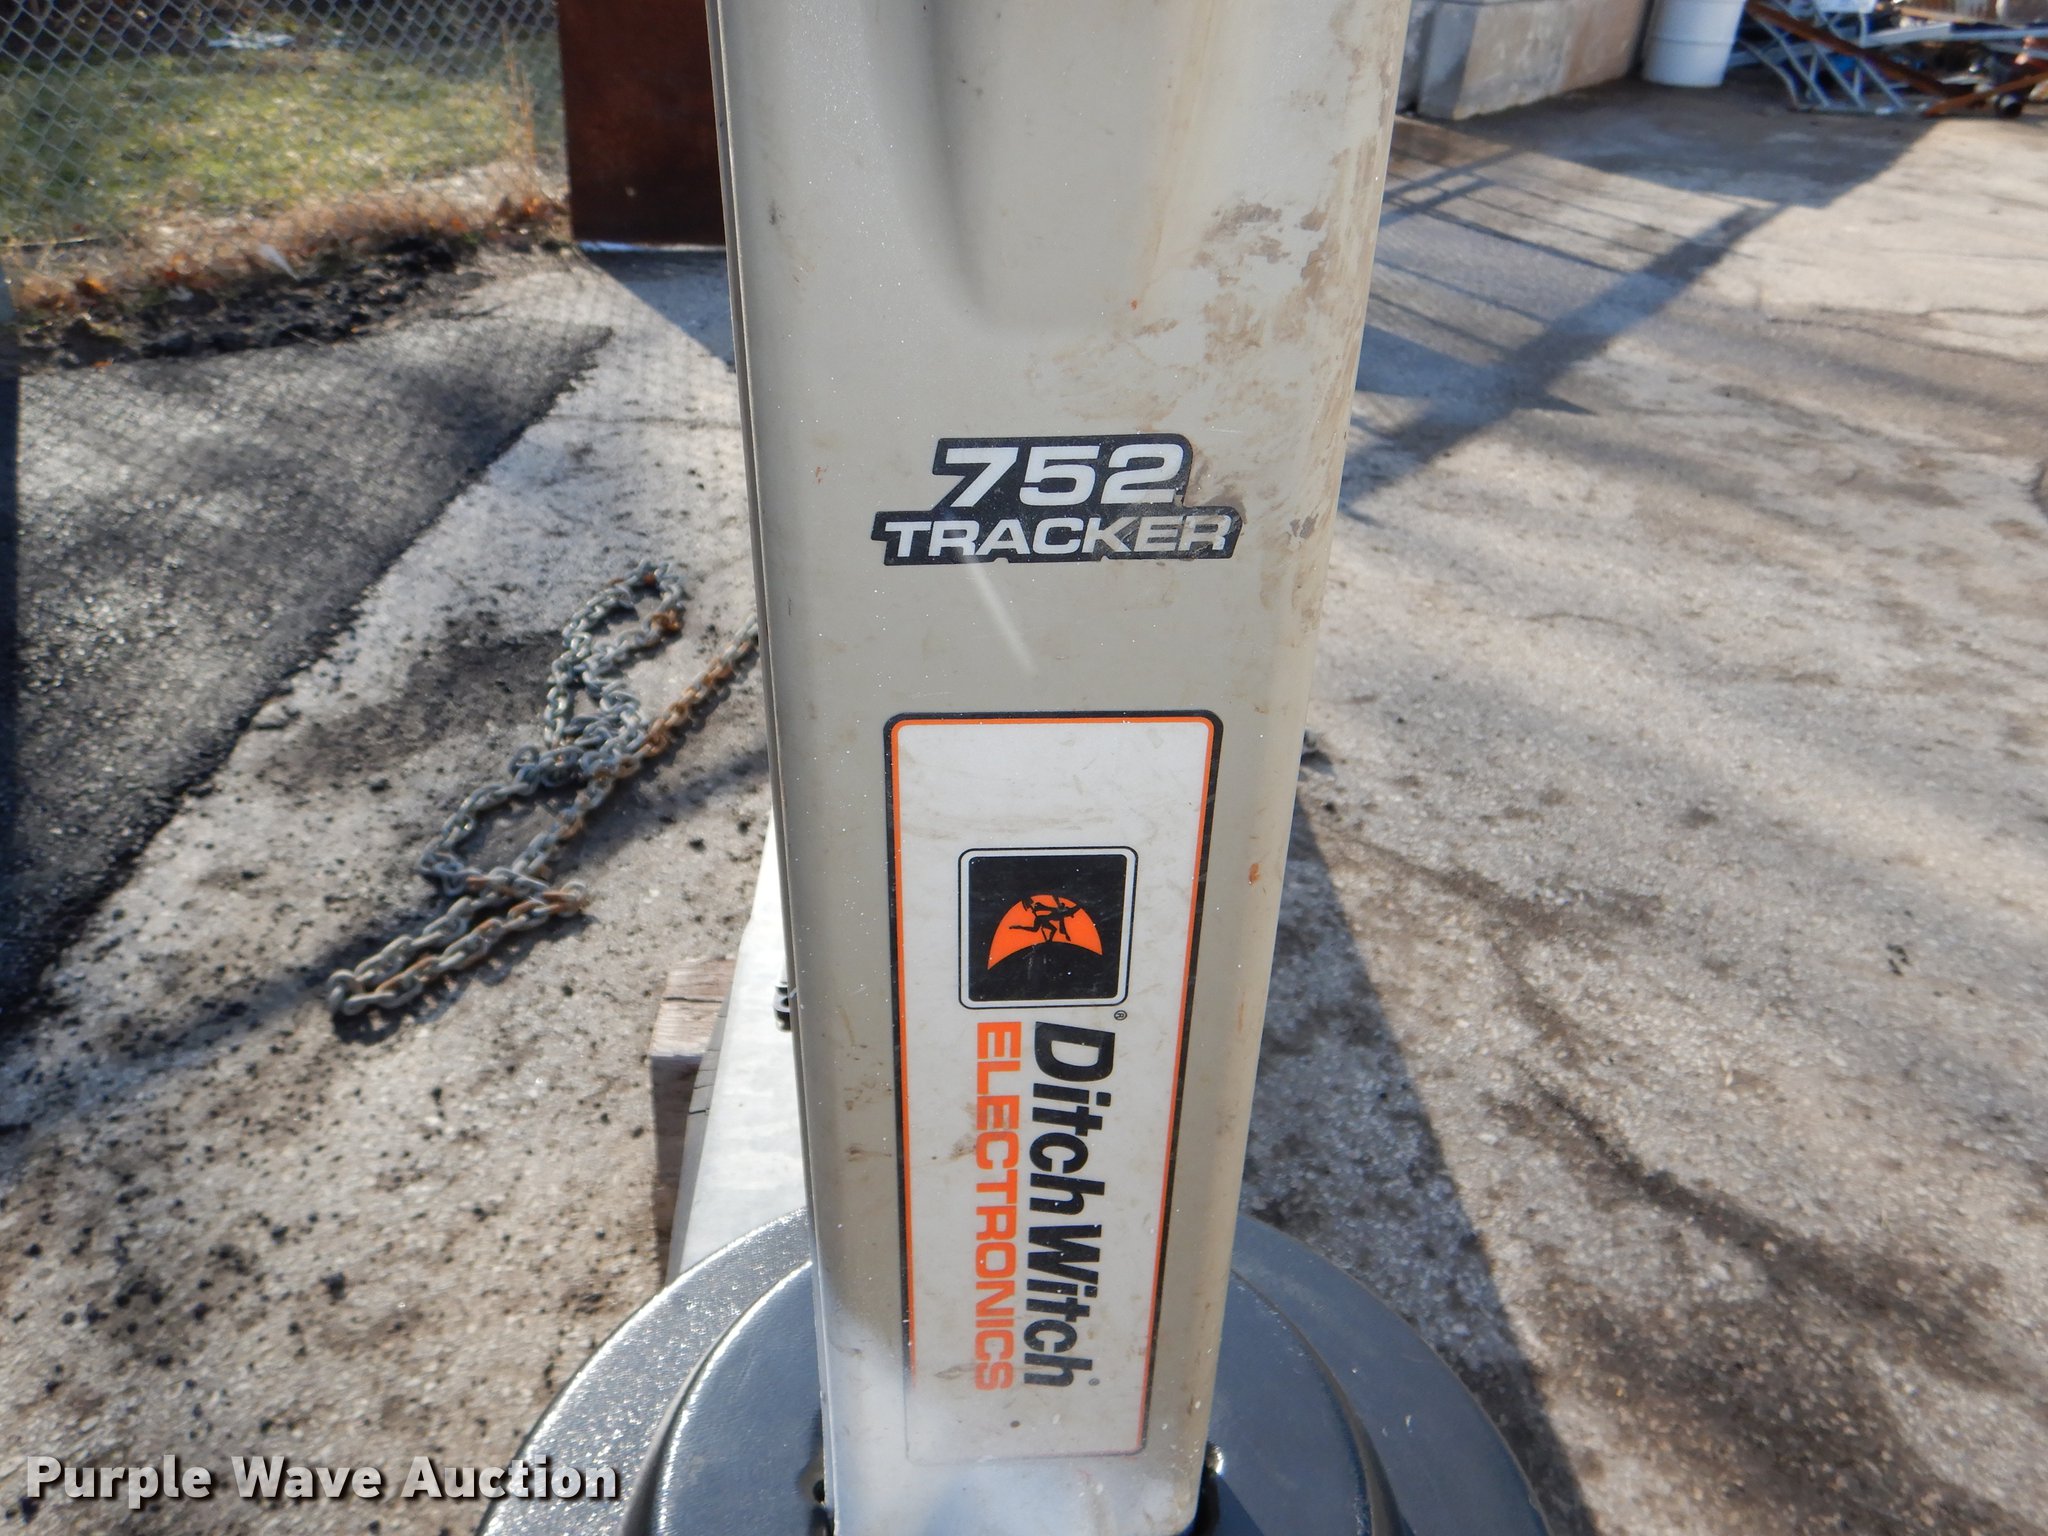 752
TRACKER
DitchWitch®
ELECTRONICS
®
Purple Wave Auction